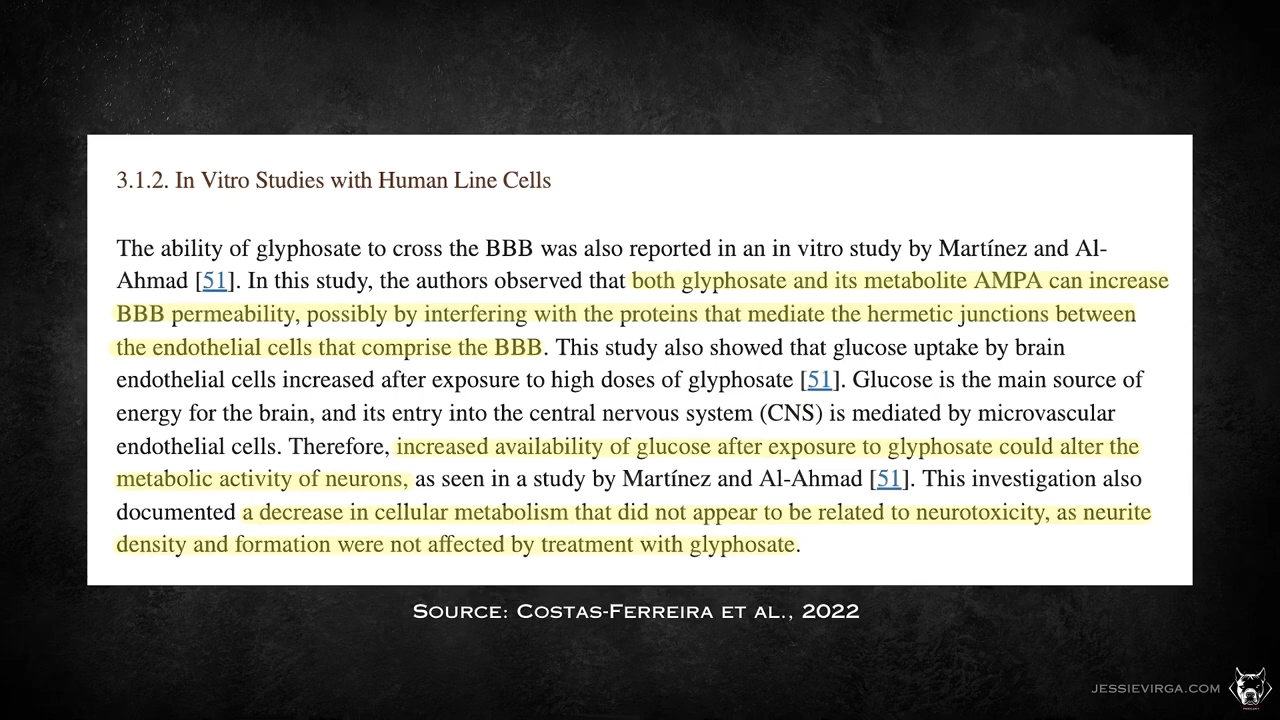 3.1.2. In Vitro Studies with Human Line Cells
The ability of glyphosate to cross the BBB was also reported in an in vitro study by Martínez and Al-
Ahmad [51]. In this study, the authors observed that both glyphosate and its metabolite AMPA can increase
BBB permeability, possibly by interfering with the proteins that mediate the hermetic junctions between
the endothelial cells that comprise the BBB. This study also showed that glucose uptake by brain
endothelial cells increased after exposure to high doses of glyphosate [51]. Glucose is the main source of
energy for the brain, and its entry into the central nervous system (CNS) is mediated by microvascular
endothelial cells. Therefore, increased availability of glucose after exposure to glyphosate could alter the
metabolic activity of neurons, as seen in a study by Martínez and Al-Ahmad [51]. This investigation also
documented a decrease in cellular metabolism that did not appear to be related to neurotoxicity, as neurite
density and formation were not affected by treatment with glyphosate.
Source: Costas-Ferreira et al., 2022
JESSIEVIRGA.COM